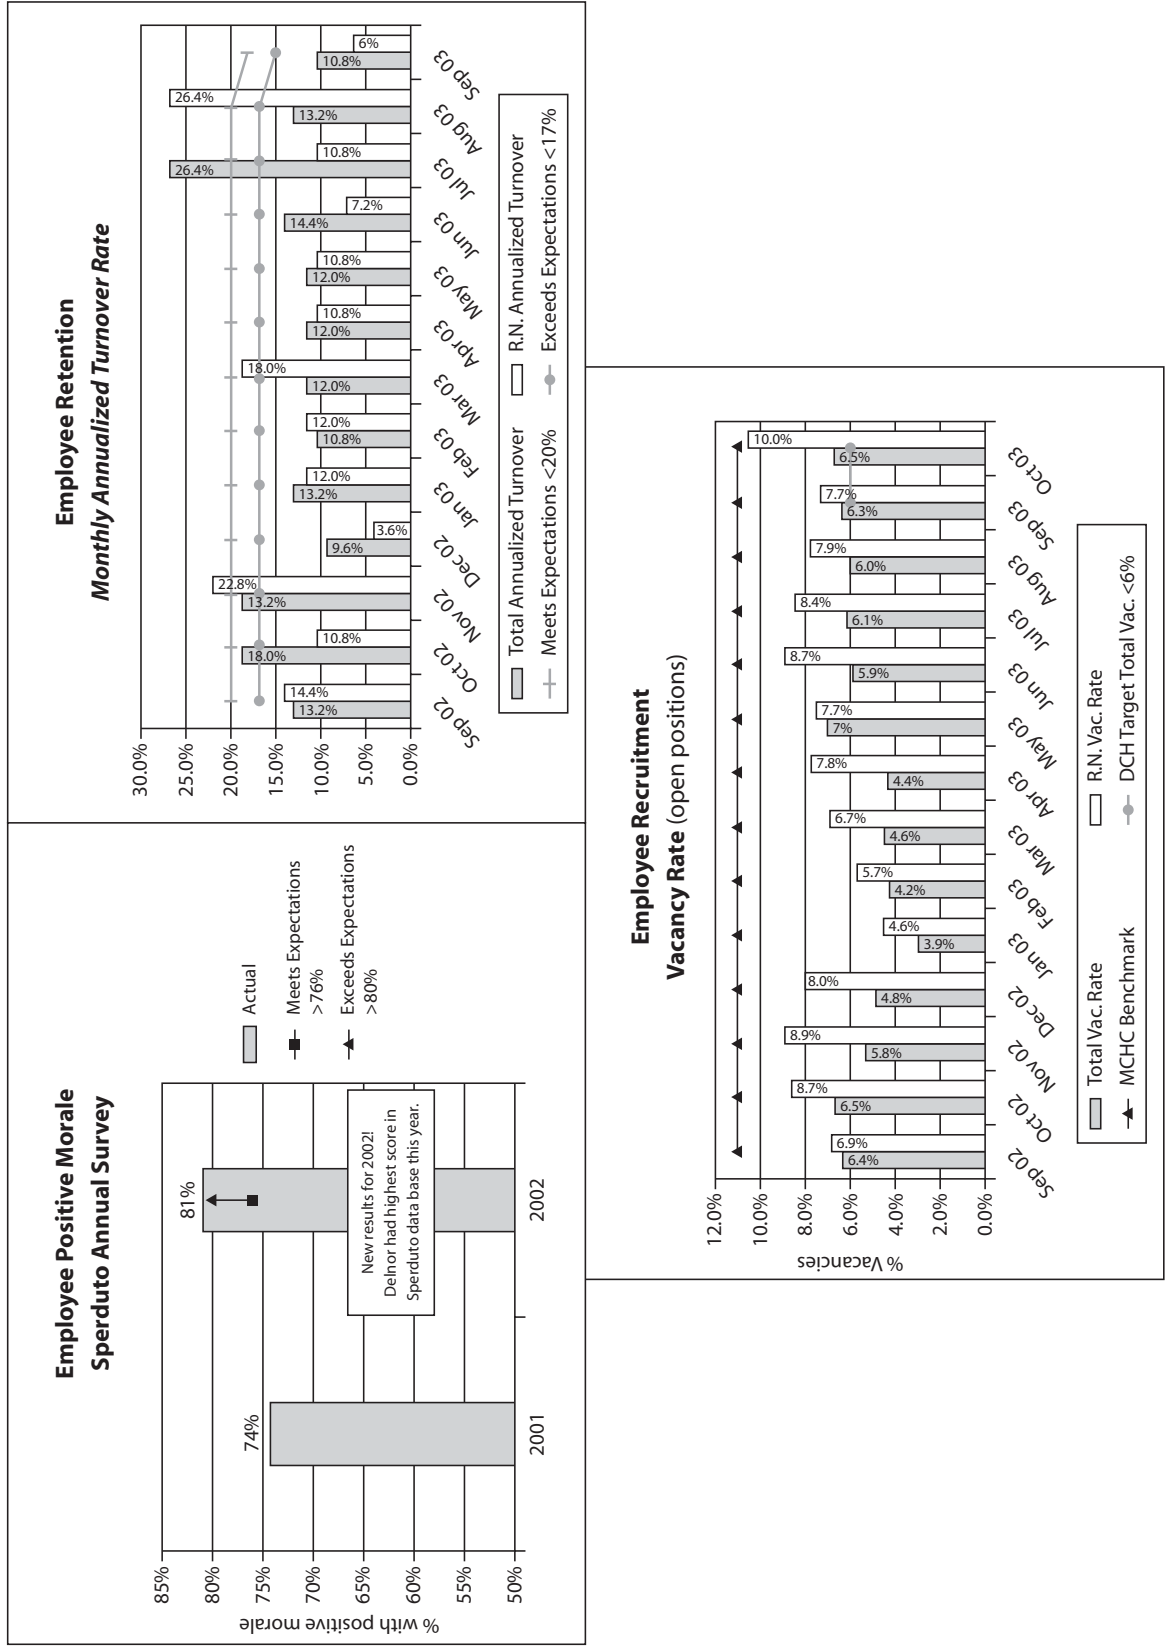 Employee Positive Morale
Sperduto Annual Survey
% with positive morale
85%
80%
75%
70%
65%
60%
55%
50%
74%
81%
New results for 2002!
Delnor had highest score in
Sperduto data base this year.
2001
2002
Actual
Meets Expectations
>76%
Exceeds Expectations
>80%
Employee Retention
Monthly Annualized Turnover Rate
30.0%
25.0%
20.0%
15.0%
10.0%
5.0%
0.0%
13.2%
14.4%
18.0%
10.8%
13.2%
22.8%
9.6%
3.6%
13.2%
12.0%
10.8%
12.0%
12.0%
18.0%
12.0%
10.8%
12.0%
10.8%
14.4%
7.2%
26.4%
10.8%
13.2%
26.4%
10.8%
6%
Sep 02
Oct 02
Nov 02
Dec 02
Jan 03
Feb 03
Mar 03
Apr 03
May 03
Jun 03
Jul 03
Aug 03
Sep 03
Total Annualized Turnover
R.N. Annualized Turnover
Meets Expectations <20%
Exceeds Expectations <17%
Employee Recruitment
Vacancy Rate (open positions)
% Vacancies
12.0%
10.0%
8.0%
6.0%
4.0%
2.0%
0.0%
6.4%
6.9%
6.5%
8.7%
5.8%
8.9%
4.8%
8.0%
3.9%
4.6%
4.2%
5.7%
4.6%
6.7%
4.4%
7.8%
7%
7.7%
5.9%
8.7%
6.1%
8.4%
6.0%
7.9%
6.3%
7.7%
6.5%
10.0%
Sep 02
Oct 02
Nov 02
Dec 02
Jan 03
Feb 03
Mar 03
Apr 03
May 03
Jun 03
Jul 03
Aug 03
Sep 03
Oct 03
Total Vac. Rate
R.N. Vac. Rate
MCHC Benchmark
DCH Target Total Vac. <6%